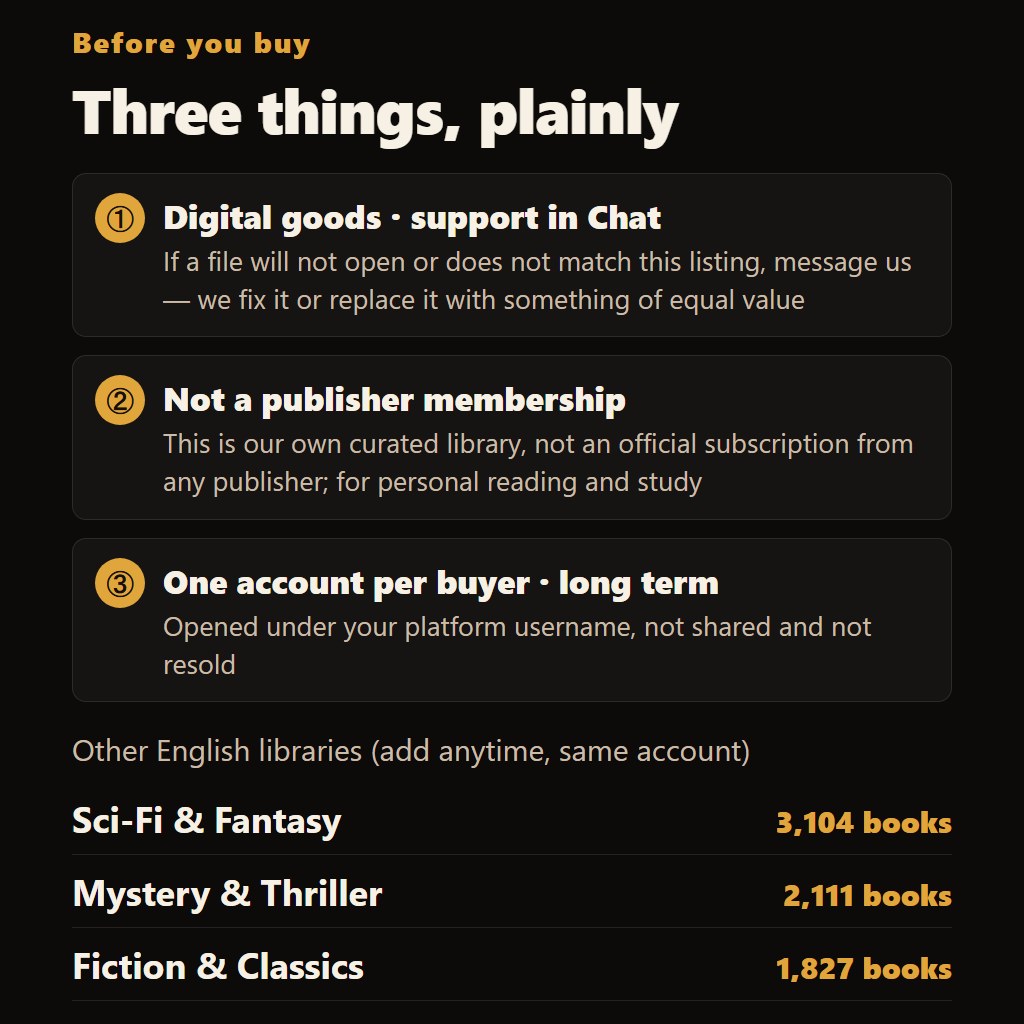 Before you buy
Three things, plainly
① Digital goods · support in Chat
If a file will not open or does not match this listing, message us
— we fix it or replace it with something of equal value
② Not a publisher membership
This is our own curated library, not an official subscription from
any publisher; for personal reading and study
③ One account per buyer · long term
Opened under your platform username, not shared and not
resold
Other English libraries (add anytime, same account)
Sci-Fi & Fantasy 3,104 books
Mystery & Thriller 2,111 books
Fiction & Classics 1,827 books